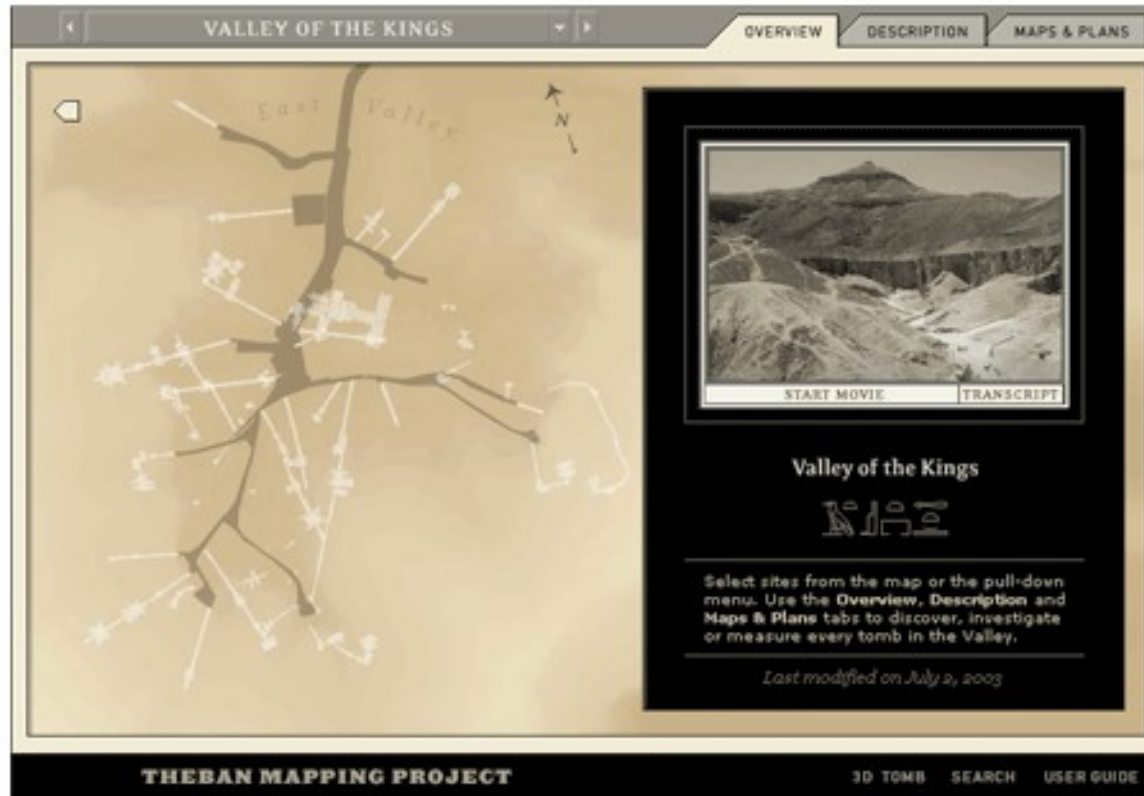 VALLEY OF THE KINGS
OVERVIEW
DESCRIPTION
MAPS & PLANS
East Valley
N
START MOVIE
TRANSCRIPT
Valley of the Kings
Select sites from the map or the pull-down
menu. Use the Overview, Description and
Maps & Plans tabs to discover, investigate
or measure every tomb in the Valley.
Last modified on July 2, 2003
THEBAN MAPPING PROJECT
3D TOMB
SEARCH
USER GUIDE